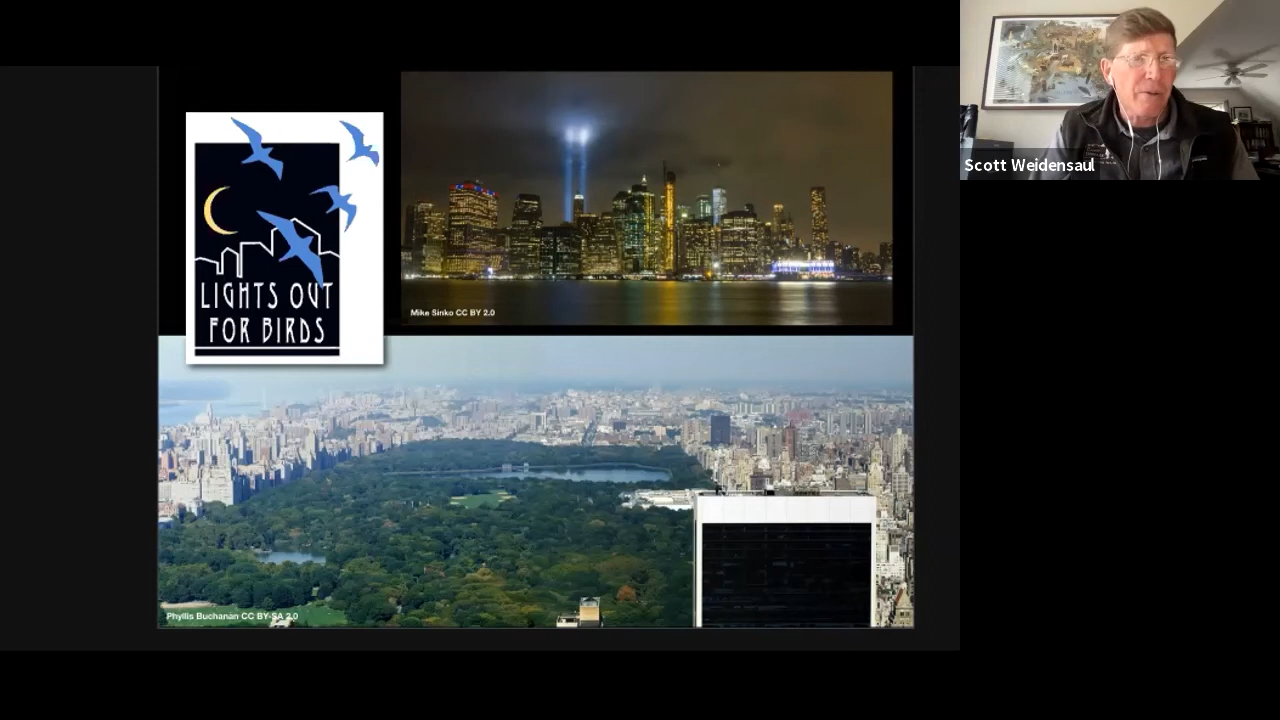 LIGHTS OUT
FOR BIRDS
Mike Sinko CC BY 2.0
Phyllis Buchanan CC BY-SA 2.0
Scott Weidensaul